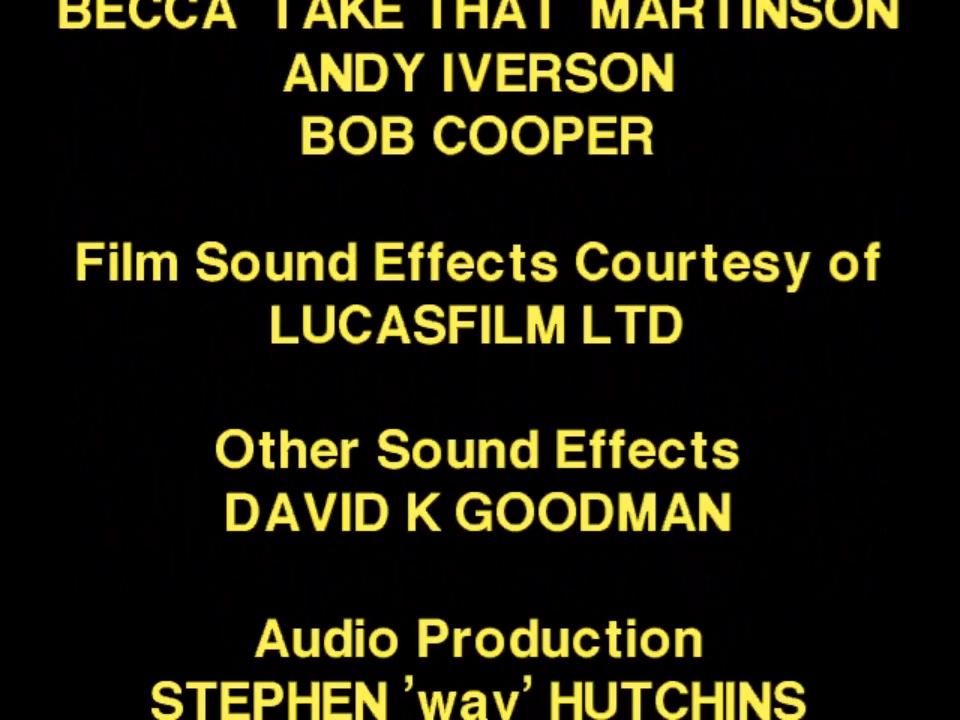 BECCA TAKE THAT MARTINSON
ANDY IVERSON
BOB COOPER
Film Sound Effects Courtesy of
LUCASFILM LTD
Other Sound Effects
DAVID K GOODMAN
Audio Production
STEPHEN 'wav' HUTCHINS